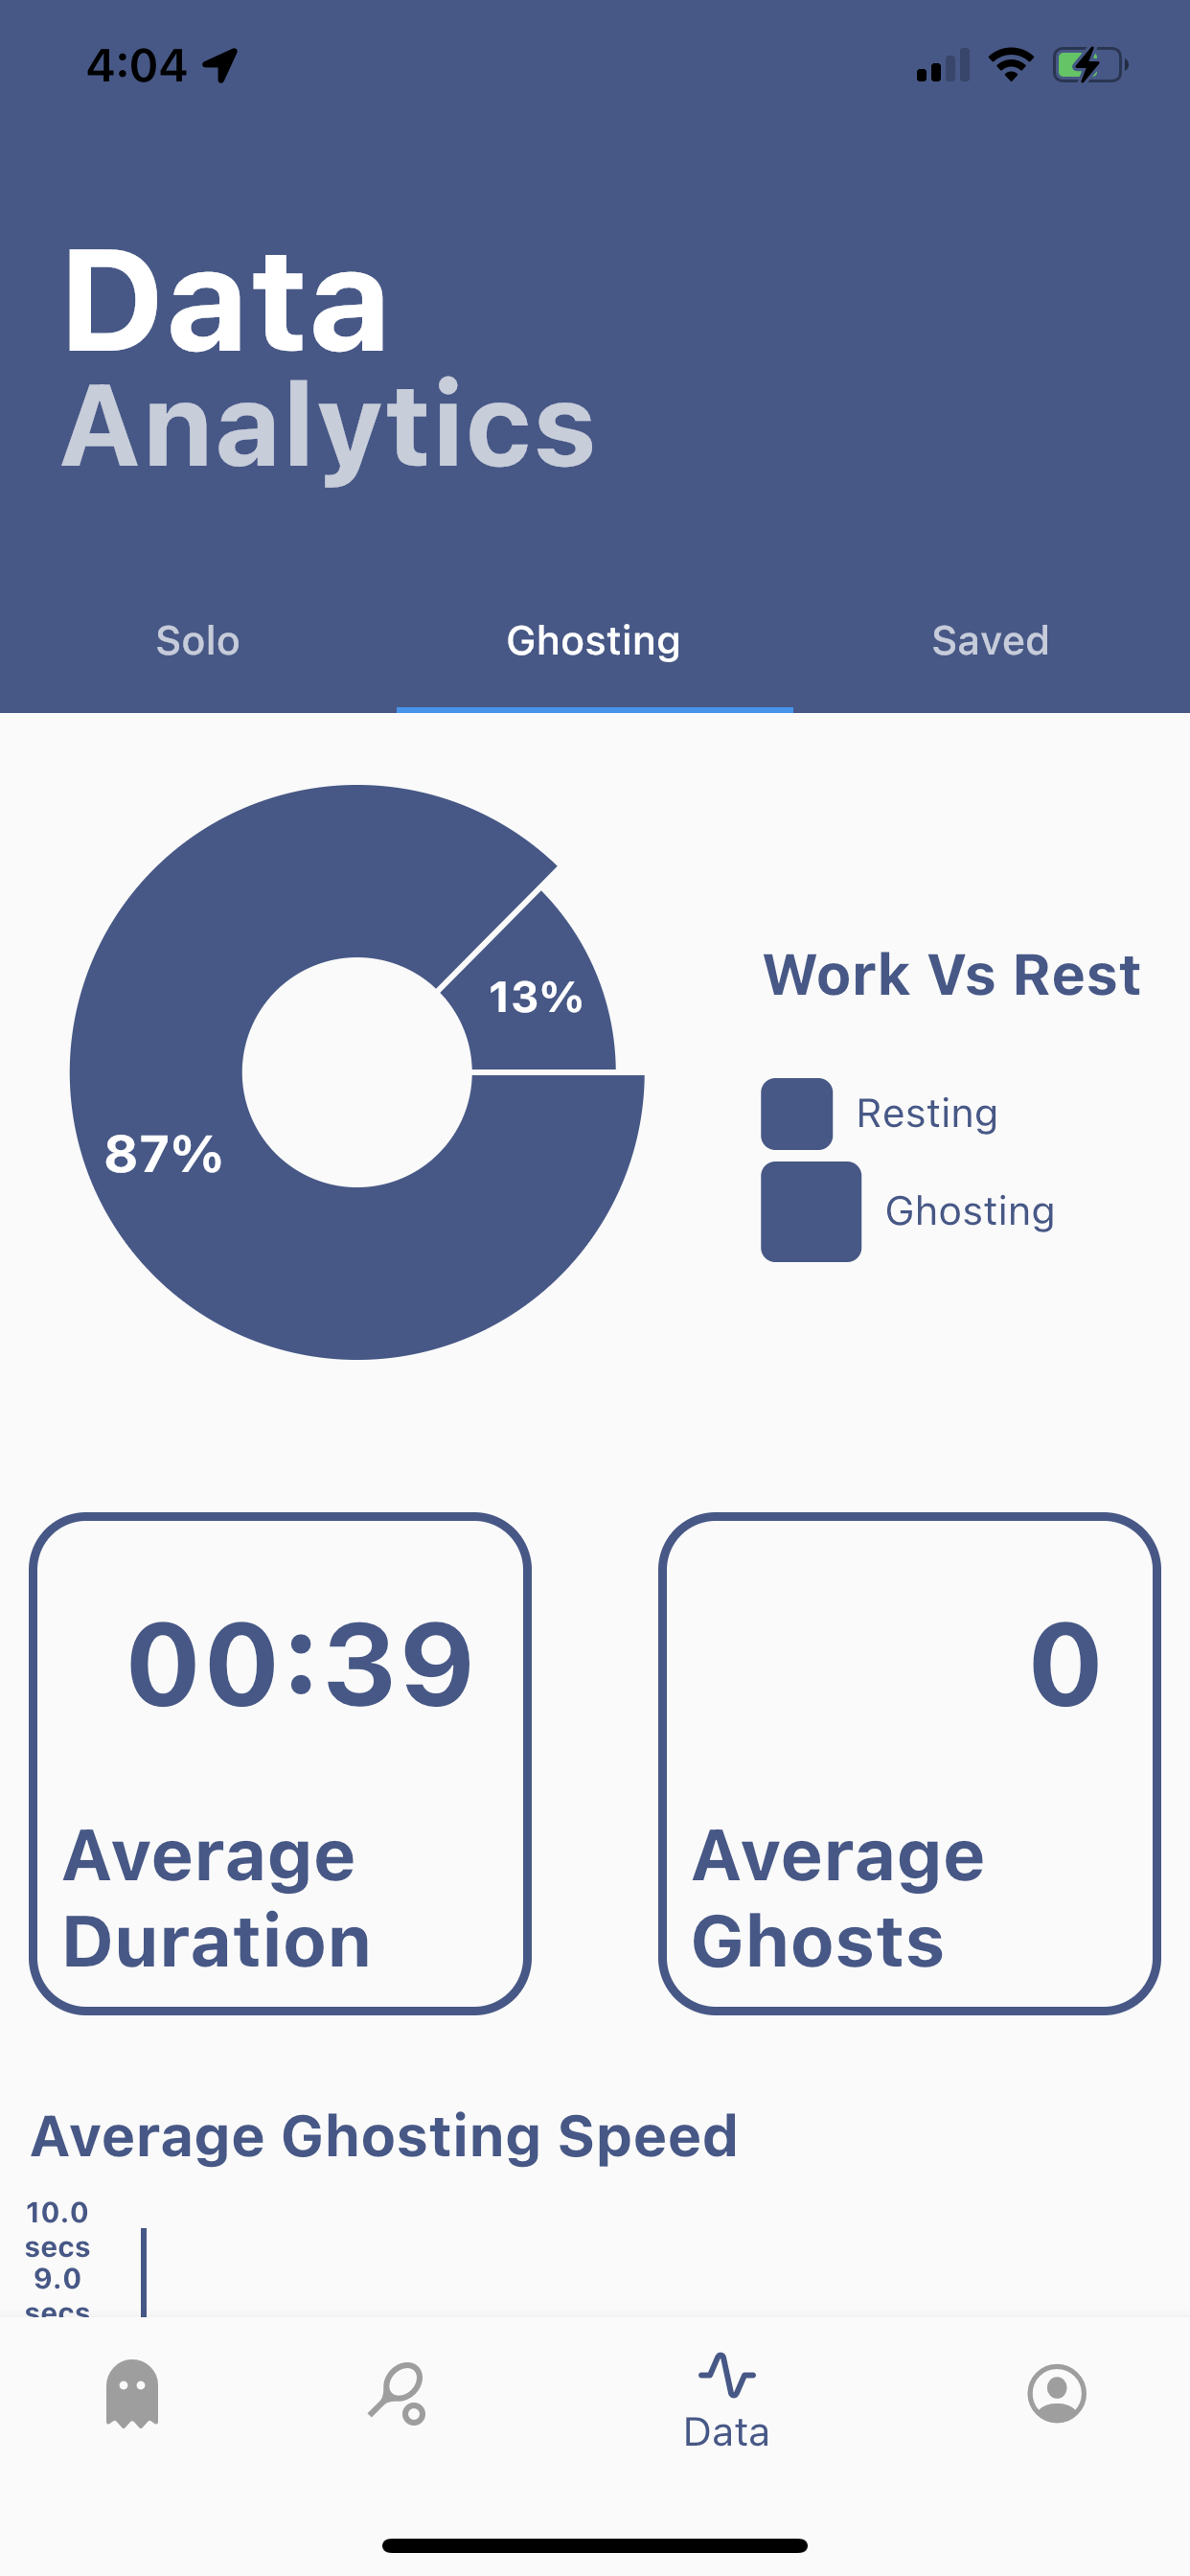 4:04
Data
Analytics
Solo Ghosting Saved
13%
87%
Work Vs Rest
Resting
Ghosting
00:39
Average
Duration
0
Average
Ghosts
Average Ghosting Speed
10.0
secs
9.0
secs
Data